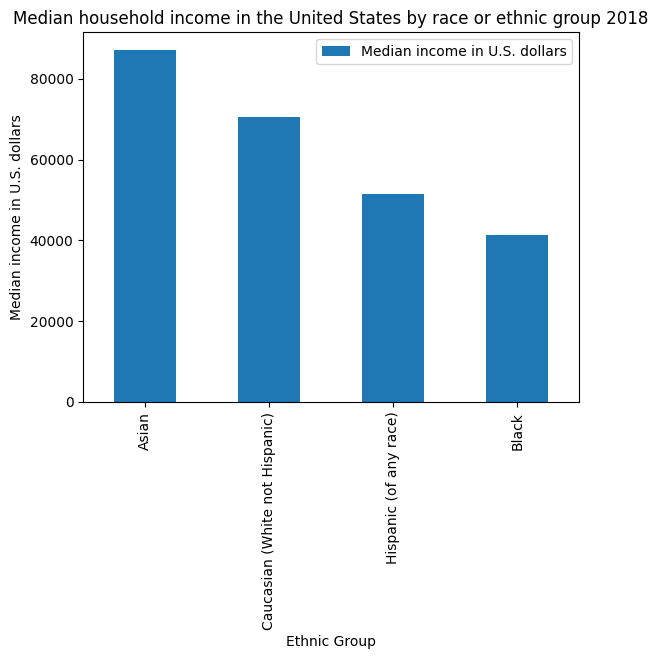 Median household income in the United States by race or ethnic group 2018
Median income in U.S. dollars
Median income in U.S. dollars
80000
60000
40000
20000
0
Asian
Caucasian (White not Hispanic)
Hispanic (of any race)
Black
Ethnic Group